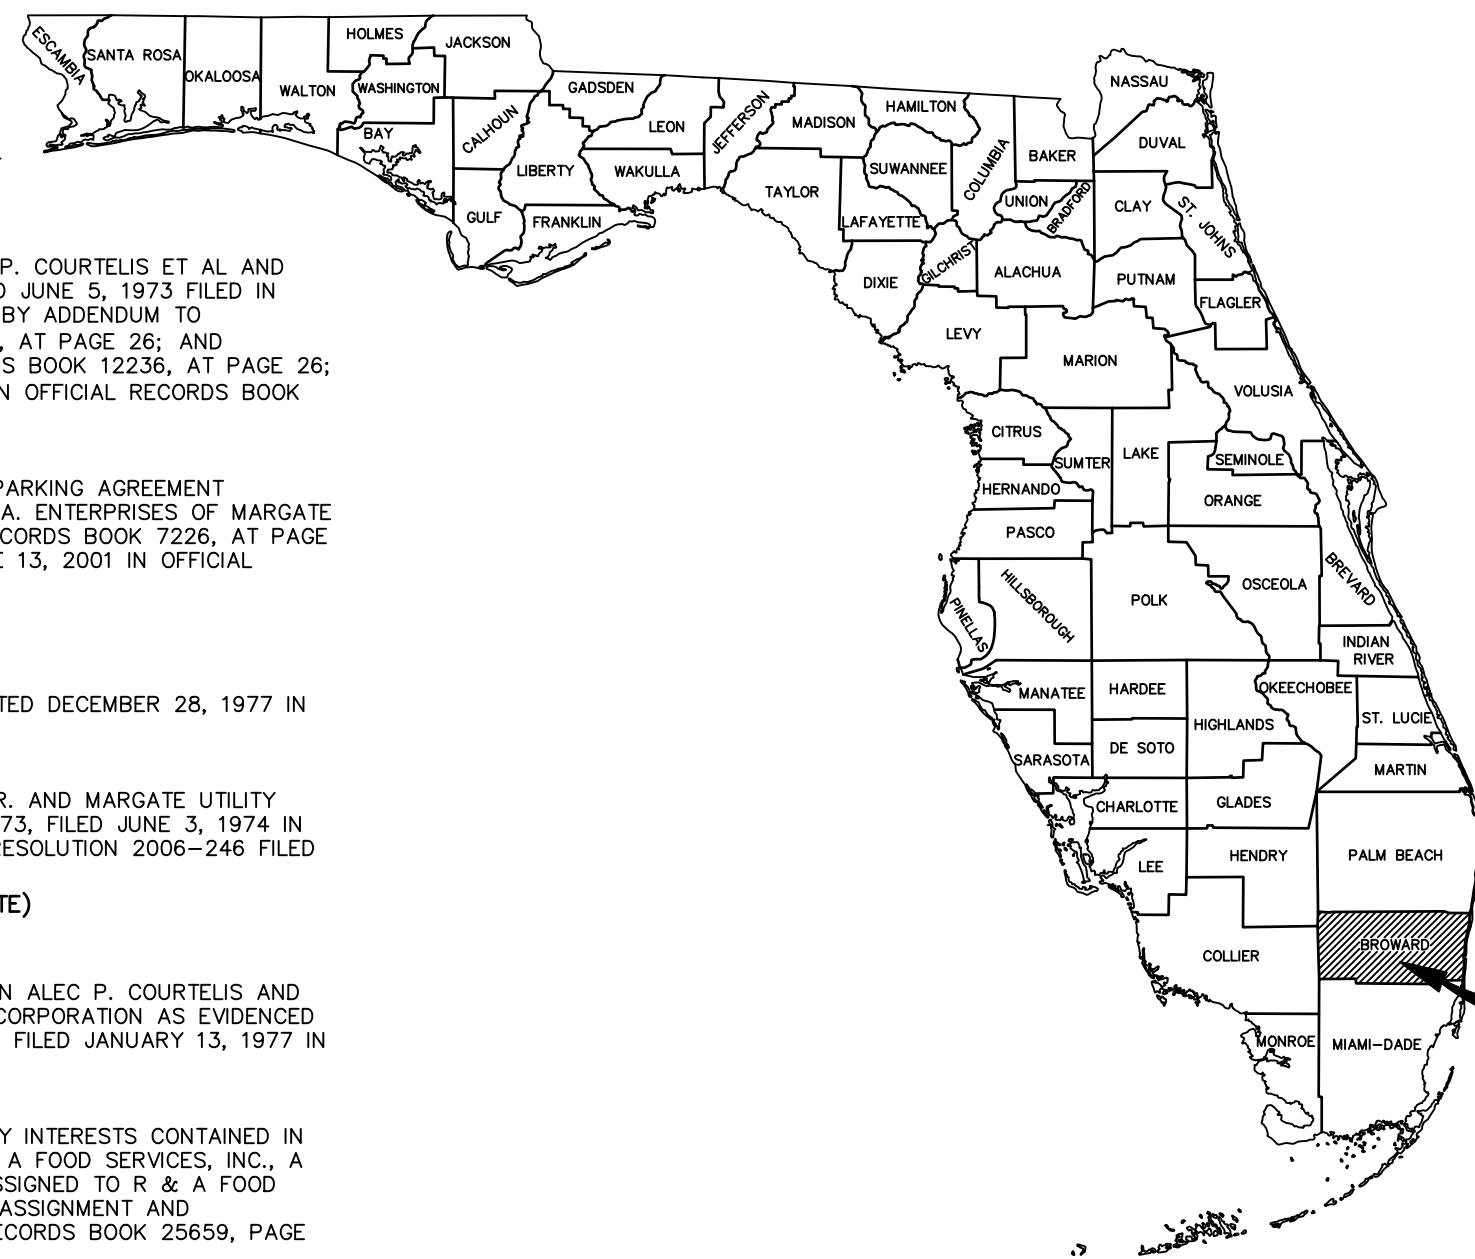 P. COURTELIS ET AL AND
JUNE 5, 1973 FILED IN
BY ADDENDUM TO
, AT PAGE 26; AND
S BOOK 12236, AT PAGE 26;
N OFFICIAL RECORDS BOOK
PARKING AGREEMENT
A. ENTERPRISES OF MARGATE
CORDS BOOK 7226, AT PAGE
E 13, 2001 IN OFFICIAL
TED DECEMBER 28, 1977 IN
R. AND MARGATE UTILITY
73, FILED JUNE 3, 1974 IN
RESOLUTION 2006-246 FILED
TE)
N ALEC P. COURTELIS AND
CORPORATION AS EVIDENCED
FILED JANUARY 13, 1977 IN
Y INTERESTS CONTAINED IN
A FOOD SERVICES, INC., A
SSIGNED TO R & A FOOD
ASSIGNMENT AND
ECORDS BOOK 25659, PAGE
ESCAMBIA
SANTA ROSA
OKALOOSA
WALTON
HOLMES
JACKSON
WASHINGTON
BAY
CALHOUN
GULF
GADSDEN
LIBERTY
FRANKLIN
LEON
WAKULLA
JEFFERSON
MADISON
TAYLOR
HAMILTON
SUWANNEE
LAFAYETTE
DIXIE
COLUMBIA
GILCHRIST
BAKER
UNION
BRADFORD
ALACHUA
NASSAU
DUVAL
CLAY
ST. JOHNS
PUTNAM
FLAGLER
LEVY
MARION
VOLUSIA
CITRUS
SUMTER
LAKE
SEMINOLE
HERNANDO
ORANGE
PASCO
PINELLAS
HILLSBOROUGH
POLK
OSCEOLA
BREVARD
INDIAN
RIVER
MANATEE
HARDEE
HIGHLANDS
OKEECHOBEE
ST. LUCIE
SARASOTA
DE SOTO
MARTIN
CHARLOTTE
GLADES
LEE
HENDRY
PALM BEACH
COLLIER
BROWARD
MONROE
MIAMI-DADE